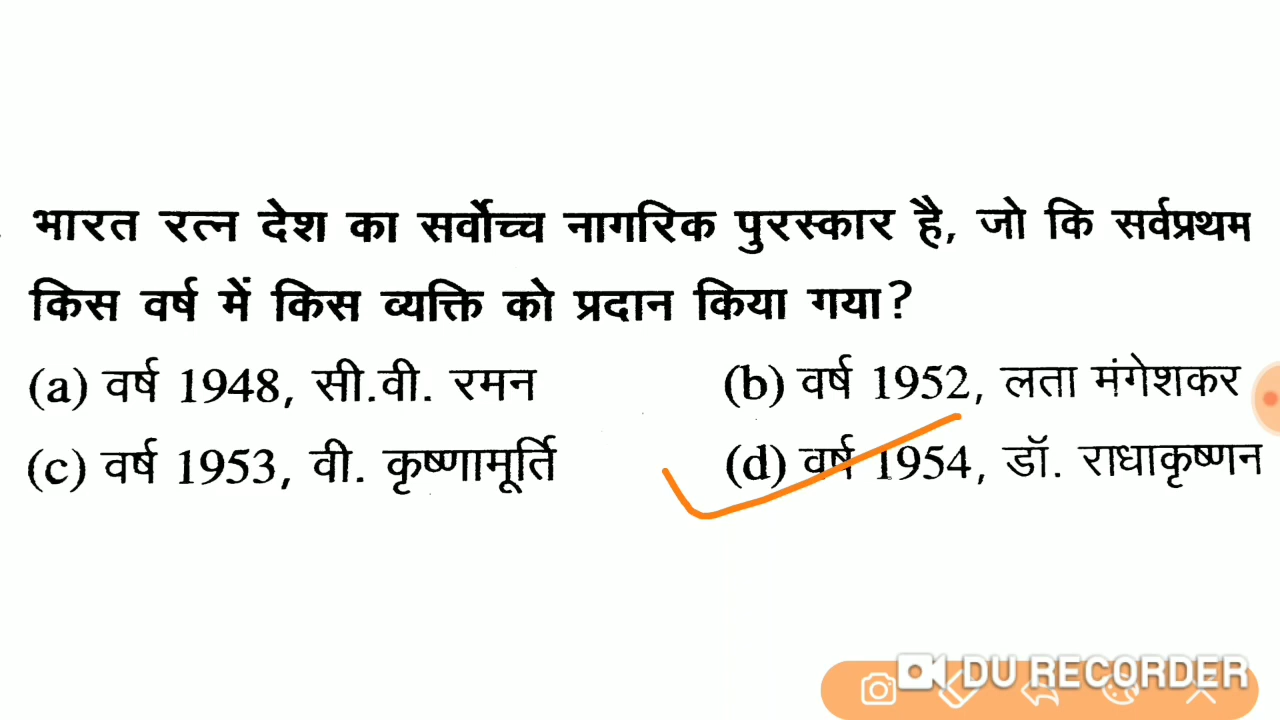 भारत रत्न देश का सर्वोच्च नागरिक पुरस्कार है, जो कि सर्वप्रथम
किस वर्ष में किस व्यक्ति को प्रदान किया गया?
(a) वर्ष 1948, सी.वी. रमन (b) वर्ष 1952, लता मंगेशकर
(c) वर्ष 1953, वी. कृष्णामूर्ति (d) वर्ष 1954, डॉ. राधाकृष्णन
DU RECORDER